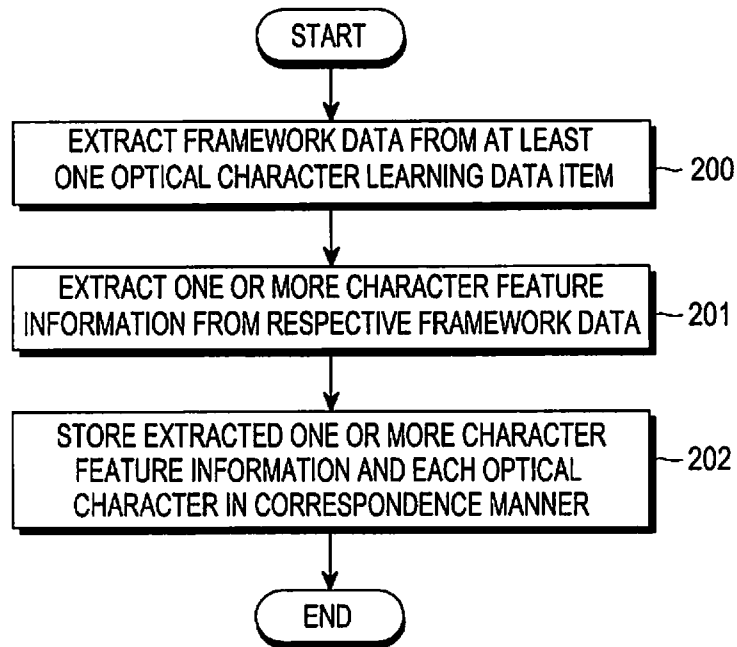 START
EXTRACT FRAMEWORK DATA FROM AT LEAST
ONE OPTICAL CHARACTER LEARNING DATA ITEM
200
EXTRACT ONE OR MORE CHARACTER FEATURE
INFORMATION FROM RESPECTIVE FRAMEWORK DATA
201
STORE EXTRACTED ONE OR MORE CHARACTER
FEATURE INFORMATION AND EACH OPTICAL
CHARACTER IN CORRESPONDENCE MANNER
202
END